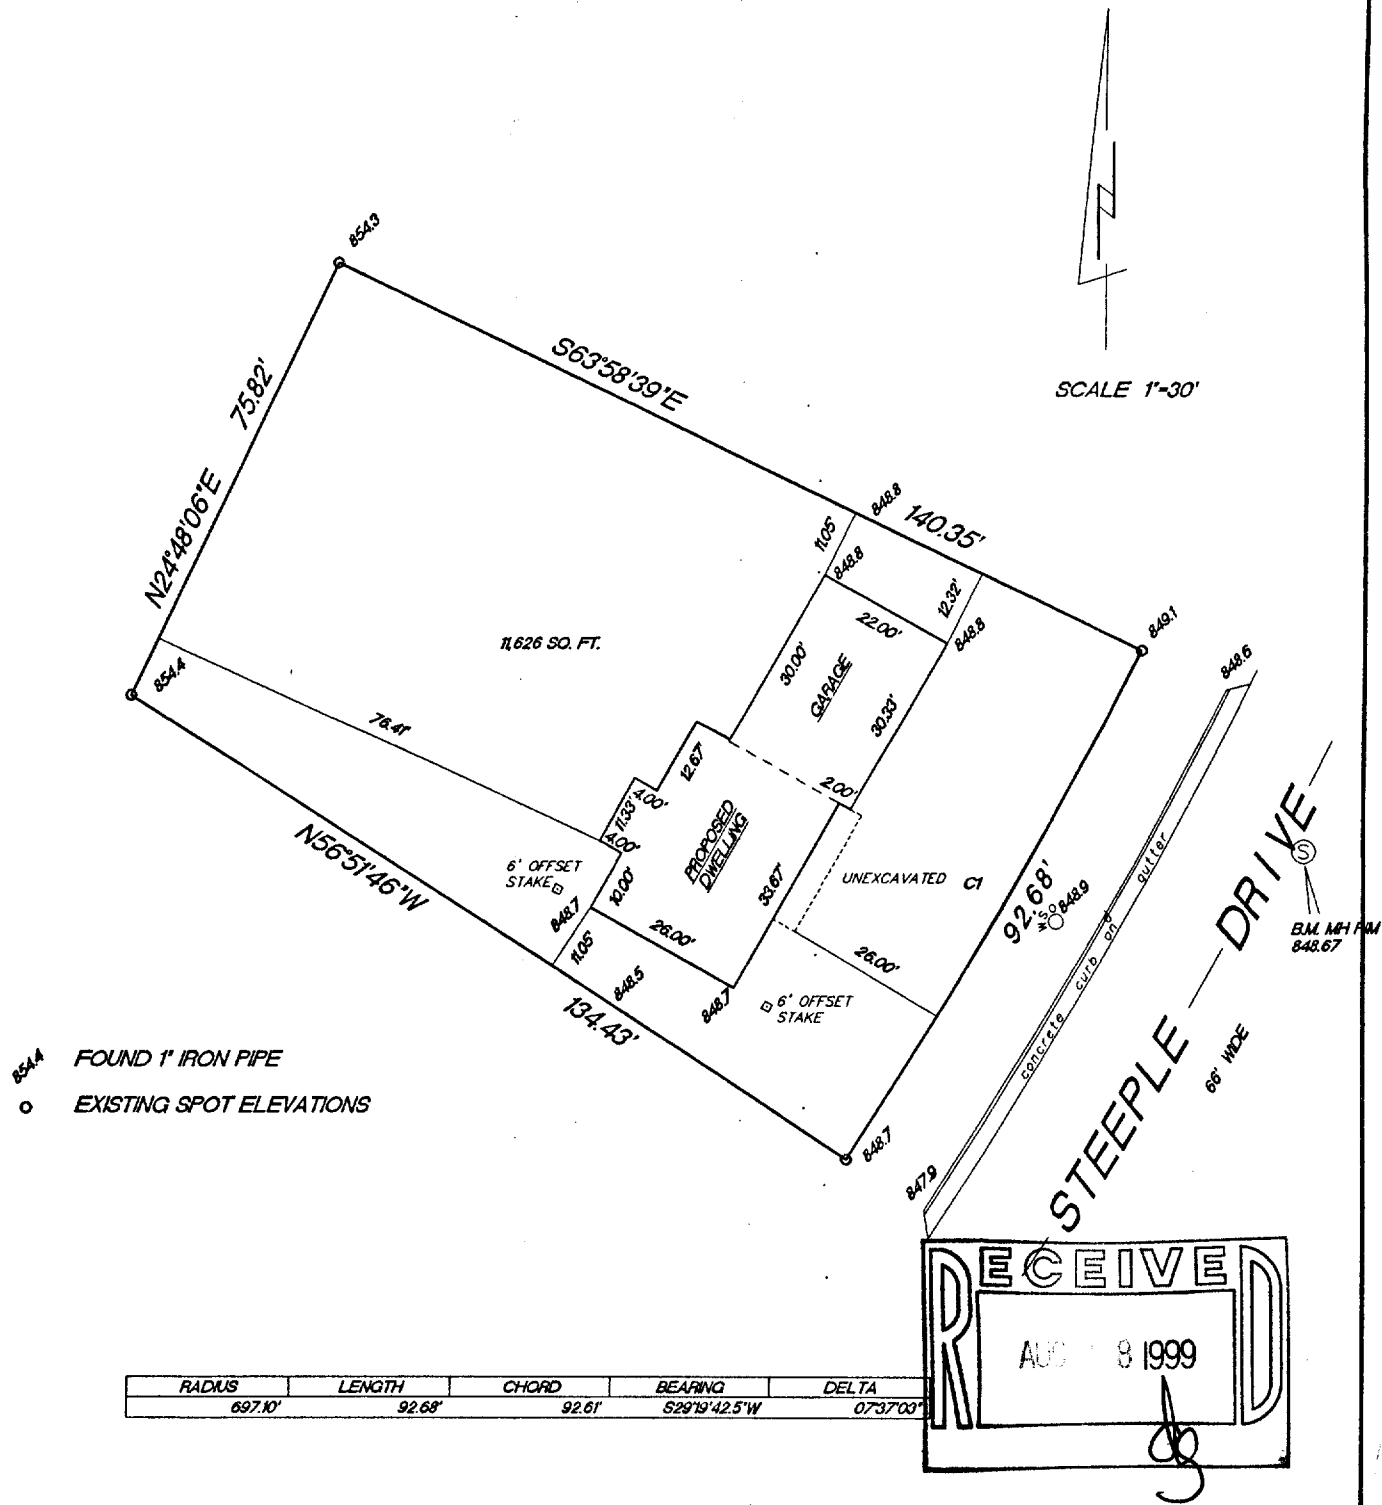 854.3
S63°58'39"E
75.82'
SCALE 1"=30'
N24°48'06"E
848.8
140.35'
11.05'
848.8
12.32'
22.00'
848.8
849.1
848.6
11,626 SQ. FT.
30.00'
GARAGE
30.33'
854.4
76.41'
12.67'
2.00'
4.00'
11.33'
4.00'
PROPOSED
DWELLING
N56°51'46"W
6' OFFSET
STAKE
10.00'
33.67'
UNEXCAVATED
C1
92.68'
W S O
848.9
concrete curb and gutter
S
B.M. MH RIM
848.67
848.7
26.00'
26.00'
11.05'
848.5
848.7
6' OFFSET
STAKE
134.43'
STEEPLE DRIVE
66' WIDE
854.4 FOUND 1" IRON PIPE
EXISTING SPOT ELEVATIONS
848.7
847.9
RECEIVED
AUG 8 1999
RADIUS LENGTH CHORD BEARING DELTA
697.10' 92.68' 92.61' S29°19'42.5"W 07°37'03"